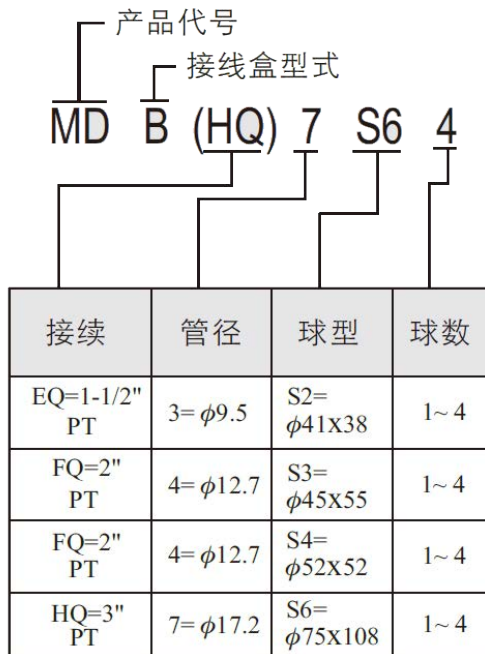 产品代号
接线盒型式
MD B (HQ) 7 S6 4
接续 管径 球型 球数
EQ=1-1/2" PT 3=ϕ9.5 S2=ϕ41X38 1~4
FQ=2" PT 4=ϕ12.7 S3=ϕ45X55 1~4
FQ=2" PT 4=ϕ12.7 S4=ϕ52X52 1~4
HQ=3" PT 7=ϕ17.2 S6=ϕ75X108 1~4